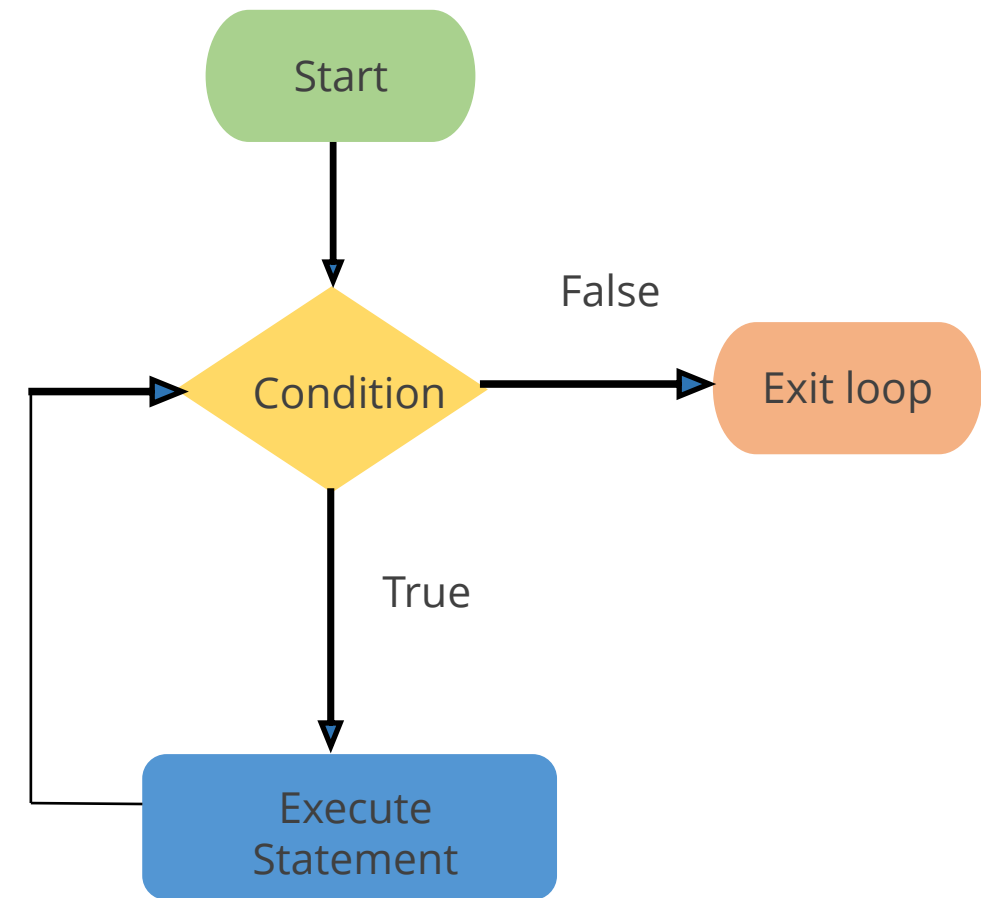 Start
False
Condition
Exit loop
True
Execute
Statement